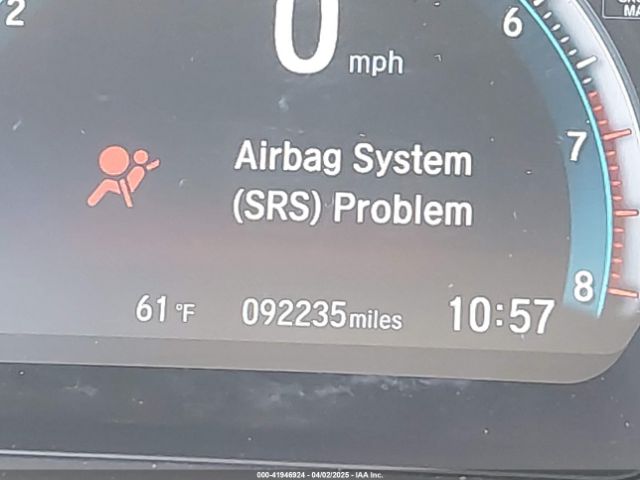 2
0 mph
6
7
8
Airbag System
(SRS) Problem
61°F 092235 miles 10:57
000-41946924 - 04/02/2025 - IAA Inc.